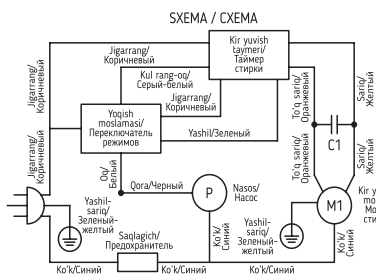 SXEMA / СХЕМА
Jigarrang/
Коричневый
Kir yuvish
taymeri/
Таймер
стирки
Kul rang-oq/
Серый-белый
Jigarrang/
Коричневый
Jigarrang/
Коричневый
To'q sariq/
Оранжевый
Sariq/
Желтый
Yoqish
moslamasi/
Переключатель
режимов
Yashil/Зеленый
C1
Jigarrang/
Коричневый
Oq/
Белый
To'q sariq/
Оранжевый
Sariq/
Желтый
Qora/Черный
P
Nasos/
Насос
M1
Kir y
mo
Мо
сти
Yashil-
sariq/
Зеленый-
желтый
Yashil-
sariq/
Зеленый-
желтый
Ko'k/
Синий
Ko'k/
Синий
Saqlagich/
Предохранитель
Ko'k/Синий
Ko'k/Синий
Ko'k/Синий